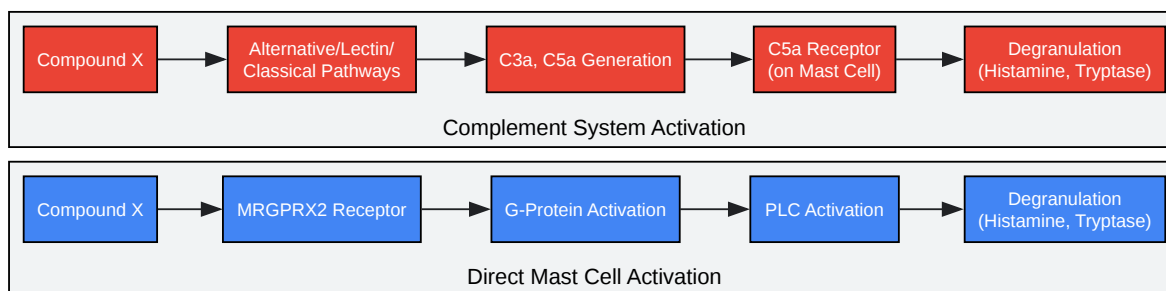 Compound X
Alternative/Lectin/
Classical Pathways
C3a, C5a Generation
C5a Receptor
(on Mast Cell)
Degranulation
(Histamine, Tryptase)
Complement System Activation
Compound X
MRGPRX2 Receptor
G-Protein Activation
PLC Activation
Degranulation
(Histamine, Tryptase)
Direct Mast Cell Activation